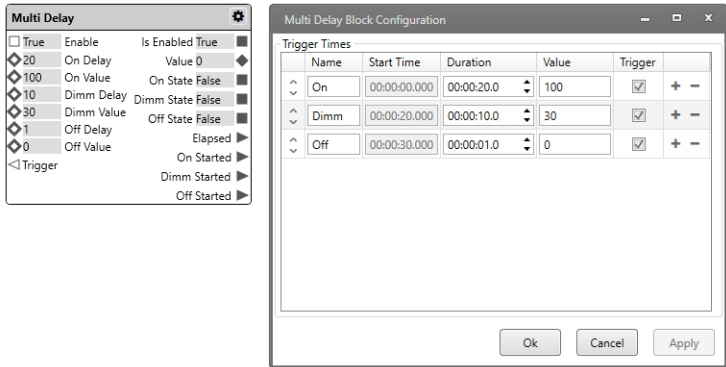 Multi Delay
True Enable Is Enabled True
20 On Delay Value 0
100 On Value On State False
10 Dimm Delay Dimm State False
30 Dimm Value Off State False
1 Off Delay Elapsed
0 Off Value On Started
Trigger Dimm Started
Off Started
Multi Delay Block Configuration
Trigger Times
Name Start Time Duration Value Trigger
On 00:00:00.000 00:00:20.0 100
Dimm 00:00:20.000 00:00:10.0 30
Off 00:00:30.000 00:00:01.0 0
Ok Cancel Apply